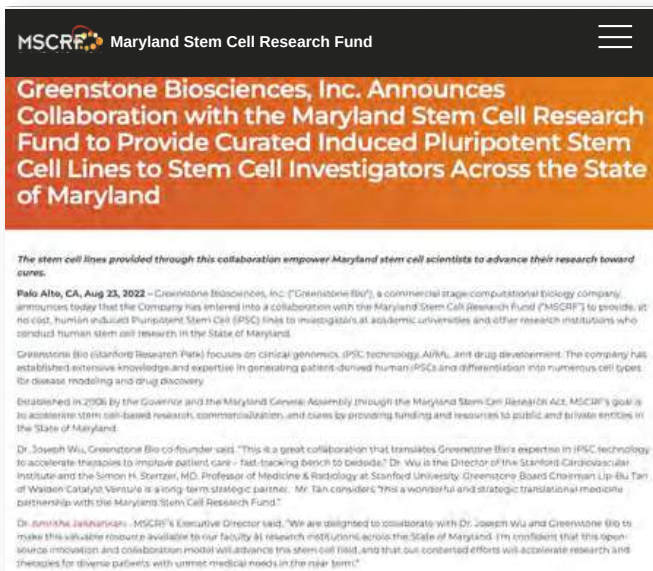 MSCRF Maryland Stem Cell Research Fund
Greenstone Biosciences, Inc. Announces
Collaboration with the Maryland Stem Cell Research
Fund to Provide Curated Induced Pluripotent Stem
Cell Lines to Stem Cell Investigators Across the State
of Maryland
The stem cell lines provided through this collaboration empower Maryland stem cell scientists to advance their research toward
cures.
Palo Alto, CA, Aug 23, 2022 – Greenstone Biosciences, Inc. ("Greenstone Bio"), a commercial stage computational biology company
announces today that the Company has entered into a collaboration with the Maryland Stem Cell Research Fund ("MSCRF") to provide, at
no cost, human Induced Pluripotent Stem Cell (iPSC) lines to investigators at academic universities and other research institutions who
conduct human stem cell research in the State of Maryland.
Greenstone Bio (Stanford Research Park) focuses on clinical genomics, iPSC technology, AI/ML, and drug development. The company has
established extensive knowledge and expertise in generating patient-derived human iPSCs and differentiation into numerous cell types
for disease modeling and drug discovery.
Established in 2006 by the Governor and the Maryland General Assembly through the Maryland Stem Cell Research Act, MSCRF's goal is
to accelerate stem cell-based research, commercialization, and cures by providing funding and resources to public and private entities in
the State of Maryland.
Dr. Joseph Wu, Greenstone Bio co-founder said, "This is a great collaboration that translates Greenstone Bio's expertise in iPSC technology
to accelerate therapies to improve patient care – fast-tracking bench to bedside." Dr. Wu is the Director of the Stanford Cardiovascular
Institute and the Simon H. Stertzer, MD, Professor of Medicine & Radiology at Stanford University. Greenstone Board Chairman Lip-Bu Tan
of Walden Catalyst Venture is a long-term strategic partner. Mr. Tan considers "this a wonderful and strategic translational medicine
partnership with the Maryland Stem Cell Research Fund."
Dr. Amritha Jaishankar, MSCRF's Executive Director said, "We are delighted to collaborate with Dr. Joseph Wu and Greenstone Bio to
make this valuable resource available to our faculty at research institutions across the State of Maryland. I'm confident that this open-
source innovation and collaboration model will advance the stem cell field, and that our concerted efforts will accelerate research and
therapies for diverse patients with unmet medical needs in the near term."